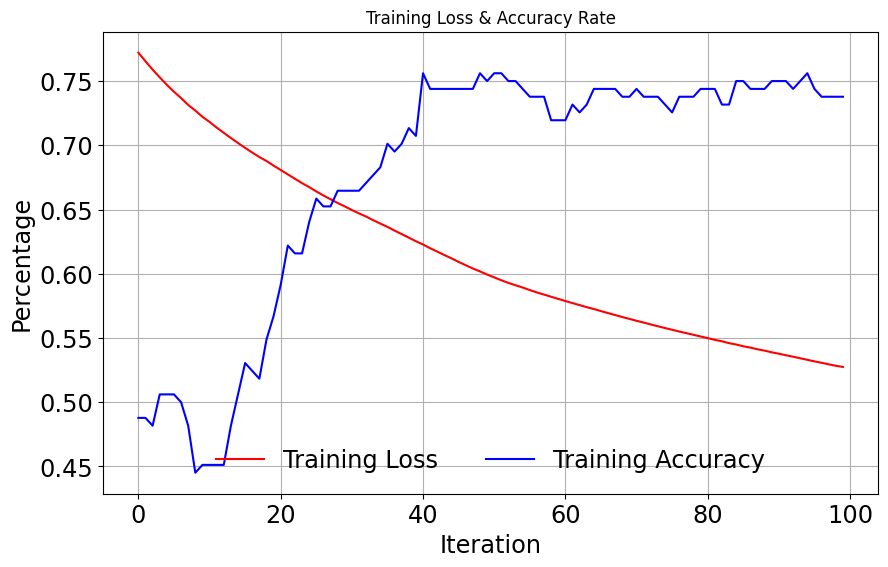 Training Loss & Accuracy Rate
Percentage
0.75
0.70
0.65
0.60
0.55
0.50
0.45
Training Loss
Training Accuracy
0 20 40 60 80 100
Iteration